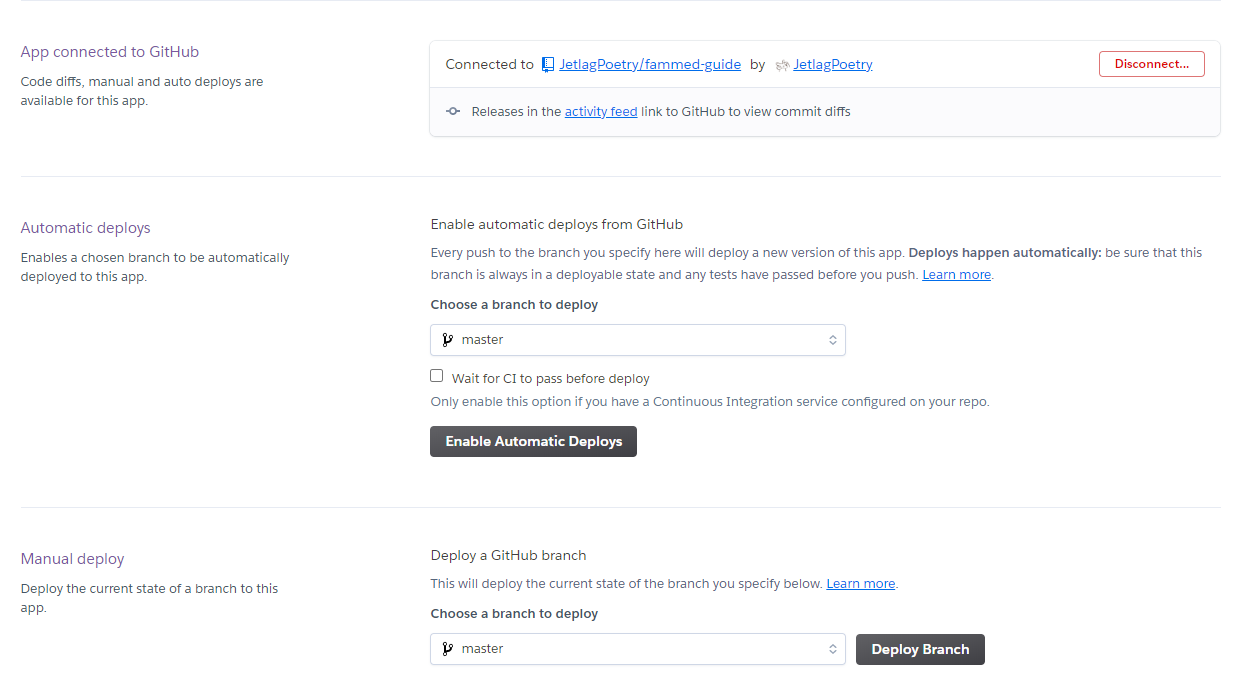 App connected to GitHub
Code diffs, manual and auto deploys are
available for this app.
Connected to JetlagPoetry/fammed-guide by JetlagPoetry
Disconnect...
Releases in the activity feed link to GitHub to view commit diffs
Automatic deploys
Enables a chosen branch to be automatically
deployed to this app.
Enable automatic deploys from GitHub
Every push to the branch you specify here will deploy a new version of this app. Deploys happen automatically: be sure that this
branch is always in a deployable state and any tests have passed before you push. Learn more.
Choose a branch to deploy
master
Wait for CI to pass before deploy
Only enable this option if you have a Continuous Integration service configured on your repo.
Enable Automatic Deploys
Manual deploy
Deploy the current state of a branch to this
app.
Deploy a GitHub branch
This will deploy the current state of the branch you specify below. Learn more.
Choose a branch to deploy
master
Deploy Branch